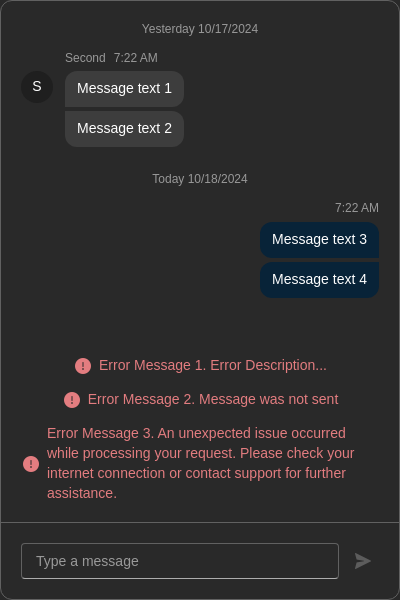 Yesterday 10/17/2024
Second 7:22 AM
S
Message text 1
Message text 2
Today 10/18/2024
7:22 AM
Message text 3
Message text 4
Error Message 1. Error Description...
Error Message 2. Message was not sent
Error Message 3. An unexpected issue occurred
while processing your request. Please check your
internet connection or contact support for further
assistance.
Type a message